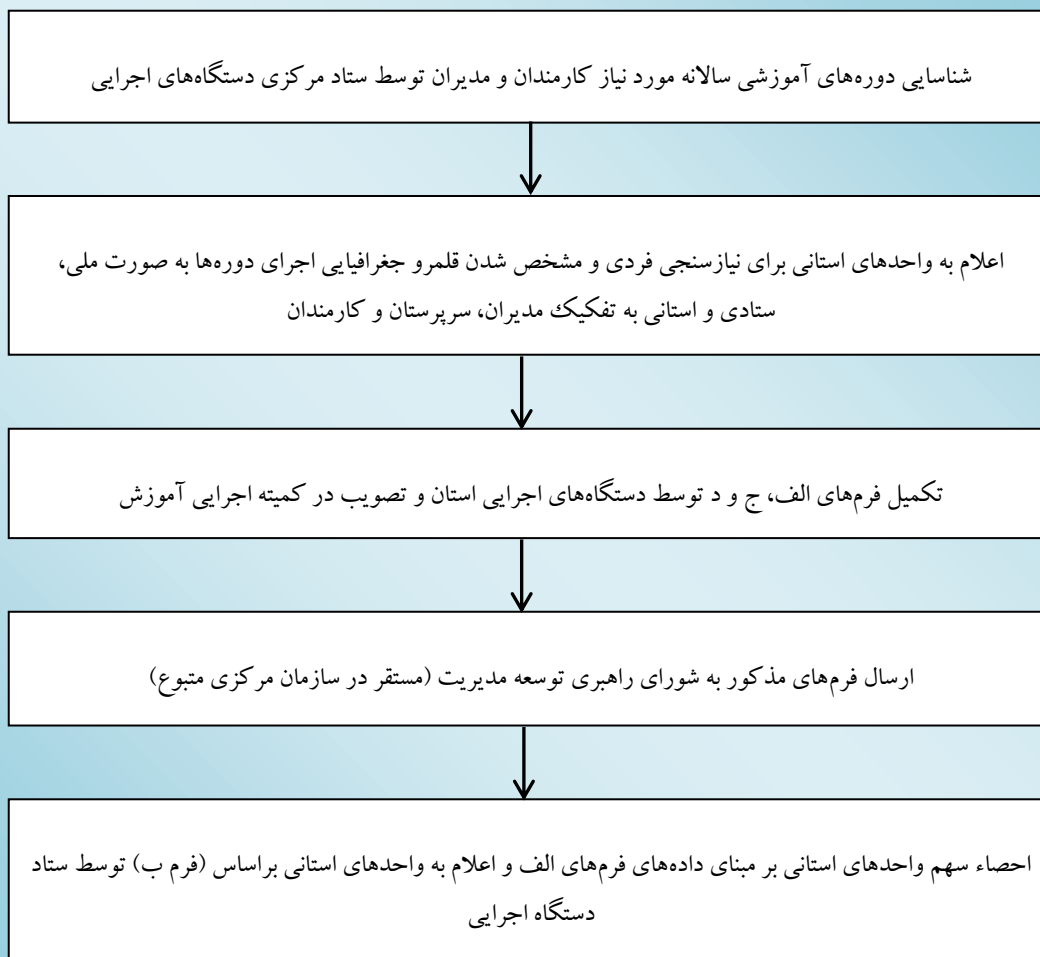 شناسایی دوره‌های آموزشی سالانه مورد نیاز کارمندان و مدیران توسط ستاد مرکزی دستگاه‌های اجرایی
اعلام به واحدهای استانی برای نیازسنجی فردی و مشخص شدن قلمرو جغرافیایی اجرای دوره‌ها به صورت ملی،
ستادی و استانی به تفکیک مدیران، سرپرستان و کارمندان
تکمیل فرم‌های الف، ج و د توسط دستگاه‌های اجرایی استان و تصویب در کمیته اجرایی آموزش
ارسال فرم‌های مذکور به شورای راهبری توسعه مدیریت (مستقر در سازمان مرکزی متبوع)
احصاء سهم واحدهای استانی بر مبنای داده‌های فرم‌های الف و اعلام به واحدهای استانی براساس (فرم ب) توسط ستاد
دستگاه اجرایی